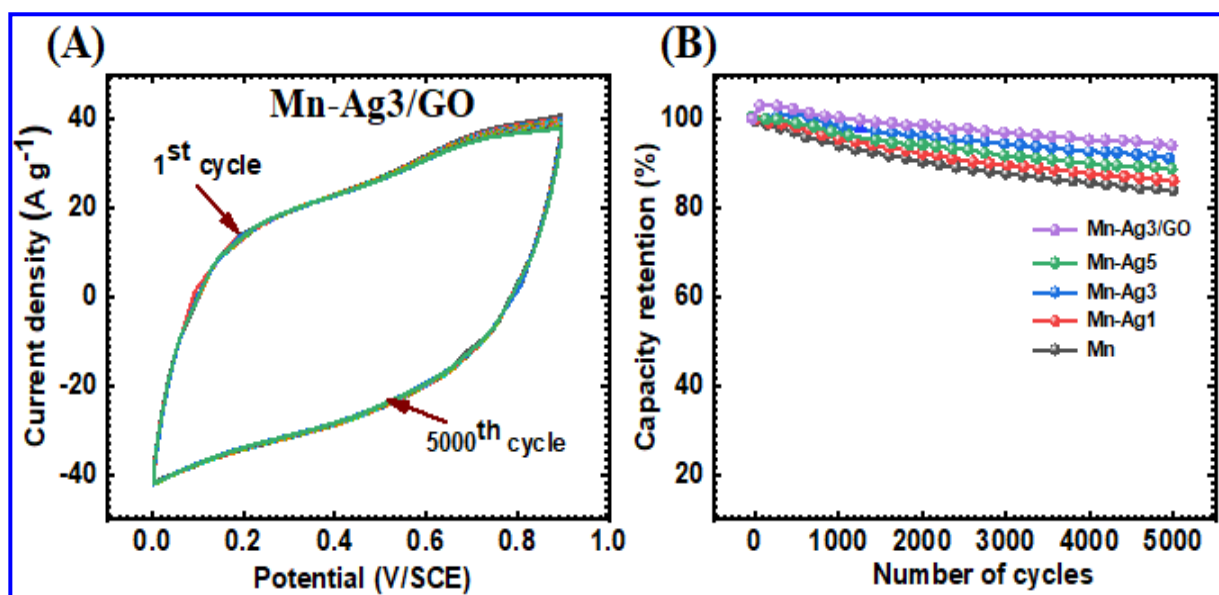 (A)
Mn-Ag3/GO
1st cycle
5000th cycle
Current density (A g-1)
40
20
0
-20
-40
0.0 0.2 0.4 0.6 0.8 1.0
Potential (V/SCE)
(B)
Capacity retention (%)
100
80
60
40
20
Mn-Ag3/GO
Mn-Ag5
Mn-Ag3
Mn-Ag1
Mn
0 1000 2000 3000 4000 5000
Number of cycles